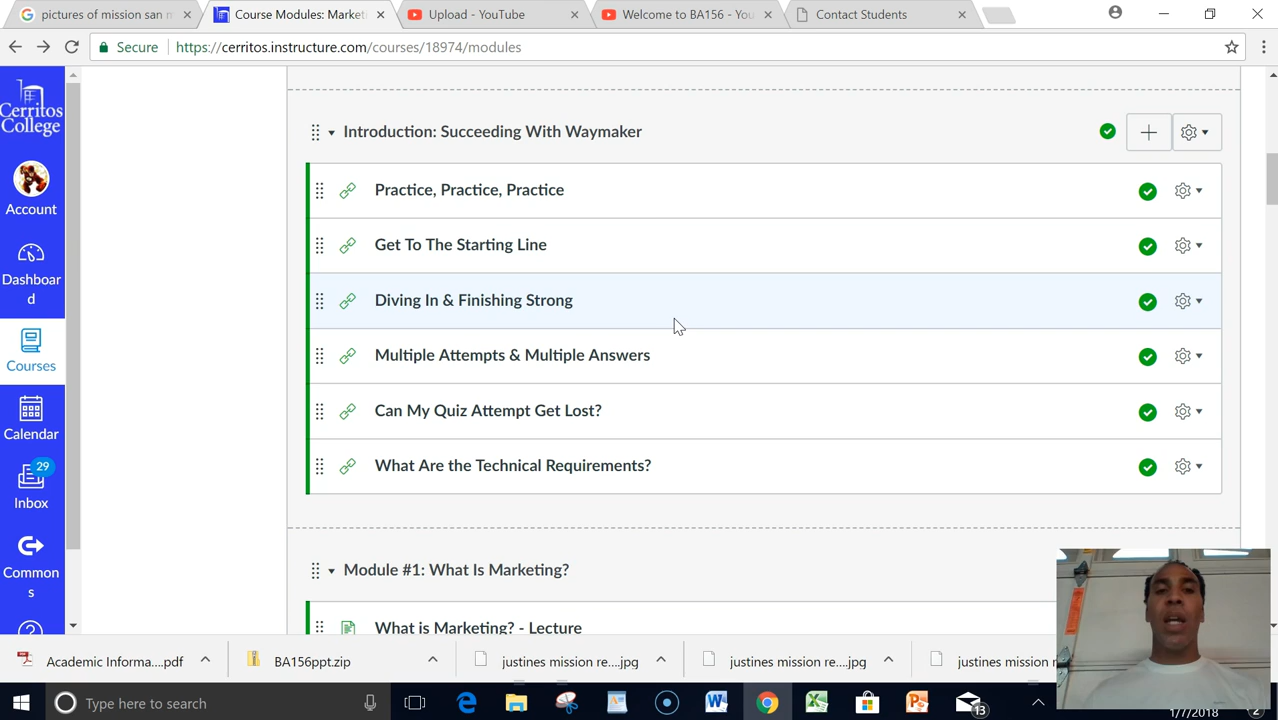 pictures of mission san m
Course Modules: Market
Upload - YouTube
Welcome to BA156 - You
Contact Students
Secure
https://cerritos.instructure.com/courses/18974/modules
Cerritos
College
Account
Dashboar
d
Courses
Calendar
29
Inbox
Common
s
Introduction: Succeeding With Waymaker
Practice, Practice, Practice
Get To The Starting Line
Diving In & Finishing Strong
Multiple Attempts & Multiple Answers
Can My Quiz Attempt Get Lost?
What Are the Technical Requirements?
Module #1: What Is Marketing?
What is Marketing? - Lecture
Academic Informa....pdf
BA156ppt.zip
justines mission re....jpg
justines mission re....jpg
justines mission
Type here to search
13
1/7/2018
2